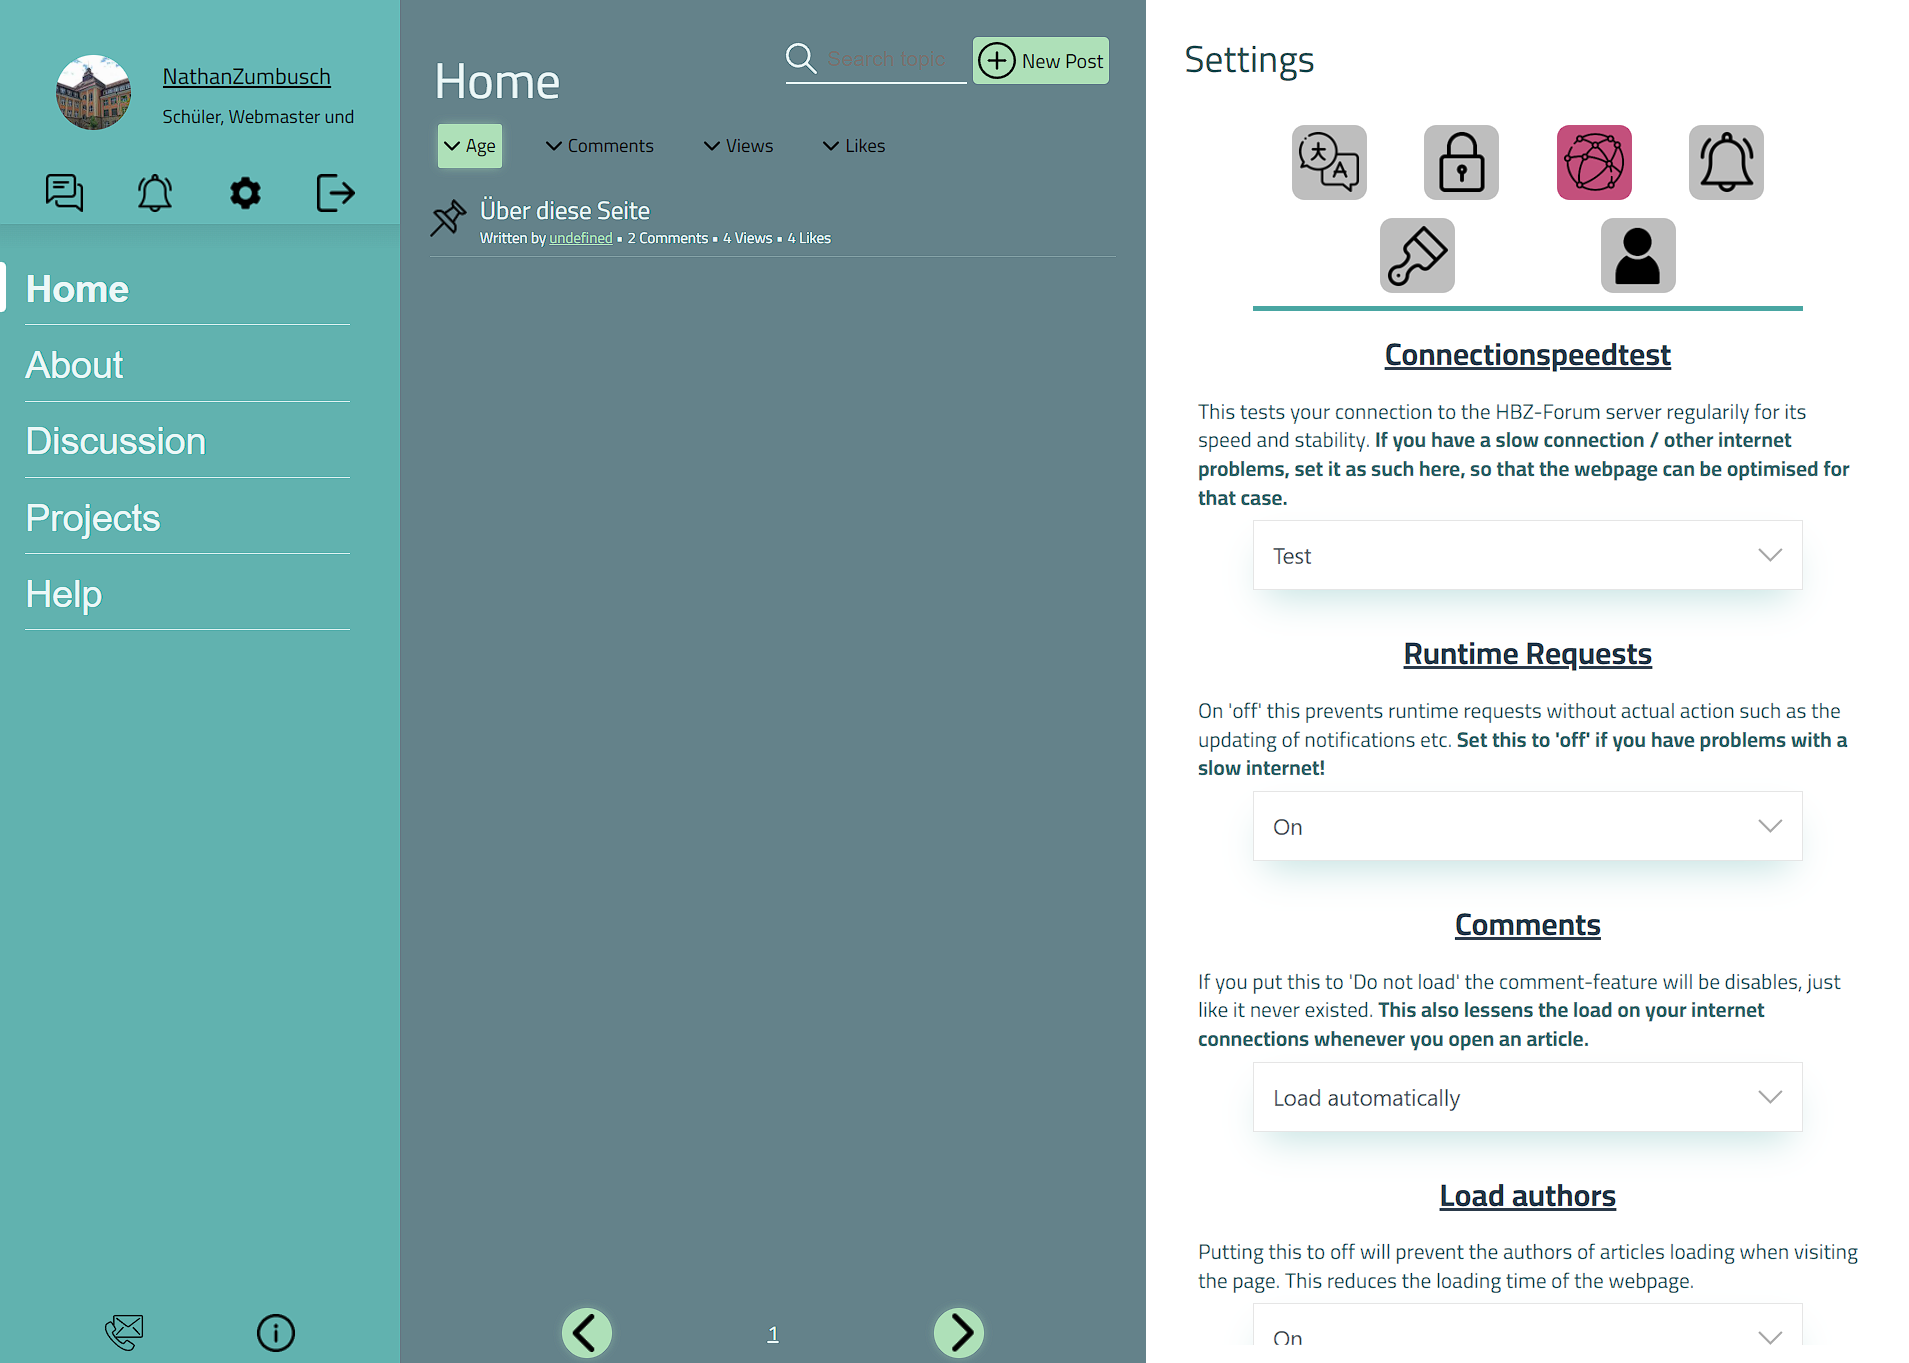 NathanZumbusch
Schüler, Webmaster und
Home
About
Discussion
Projects
Help
Home
Search topic
New Post
Age
Comments
Views
Likes
Über diese Seite
Written by undefined ▪ 2 Comments ▪ 4 Views ▪ 4 Likes
1
Settings
Connectionspeedtest
This tests your connection to the HBZ-Forum server regularily for its
speed and stability. If you have a slow connection / other internet
problems, set it as such here, so that the webpage can be optimised for
that case.
Test
Runtime Requests
On 'off' this prevents runtime requests without actual action such as the
updating of notifications etc. Set this to 'off' if you have problems with a
slow internet!
On
Comments
If you put this to 'Do not load' the comment-feature will be disables, just
like it never existed. This also lessens the load on your internet
connections whenever you open an article.
Load automatically
Load authors
Putting this to off will prevent the authors of articles loading when visiting
the page. This reduces the loading time of the webpage.
On